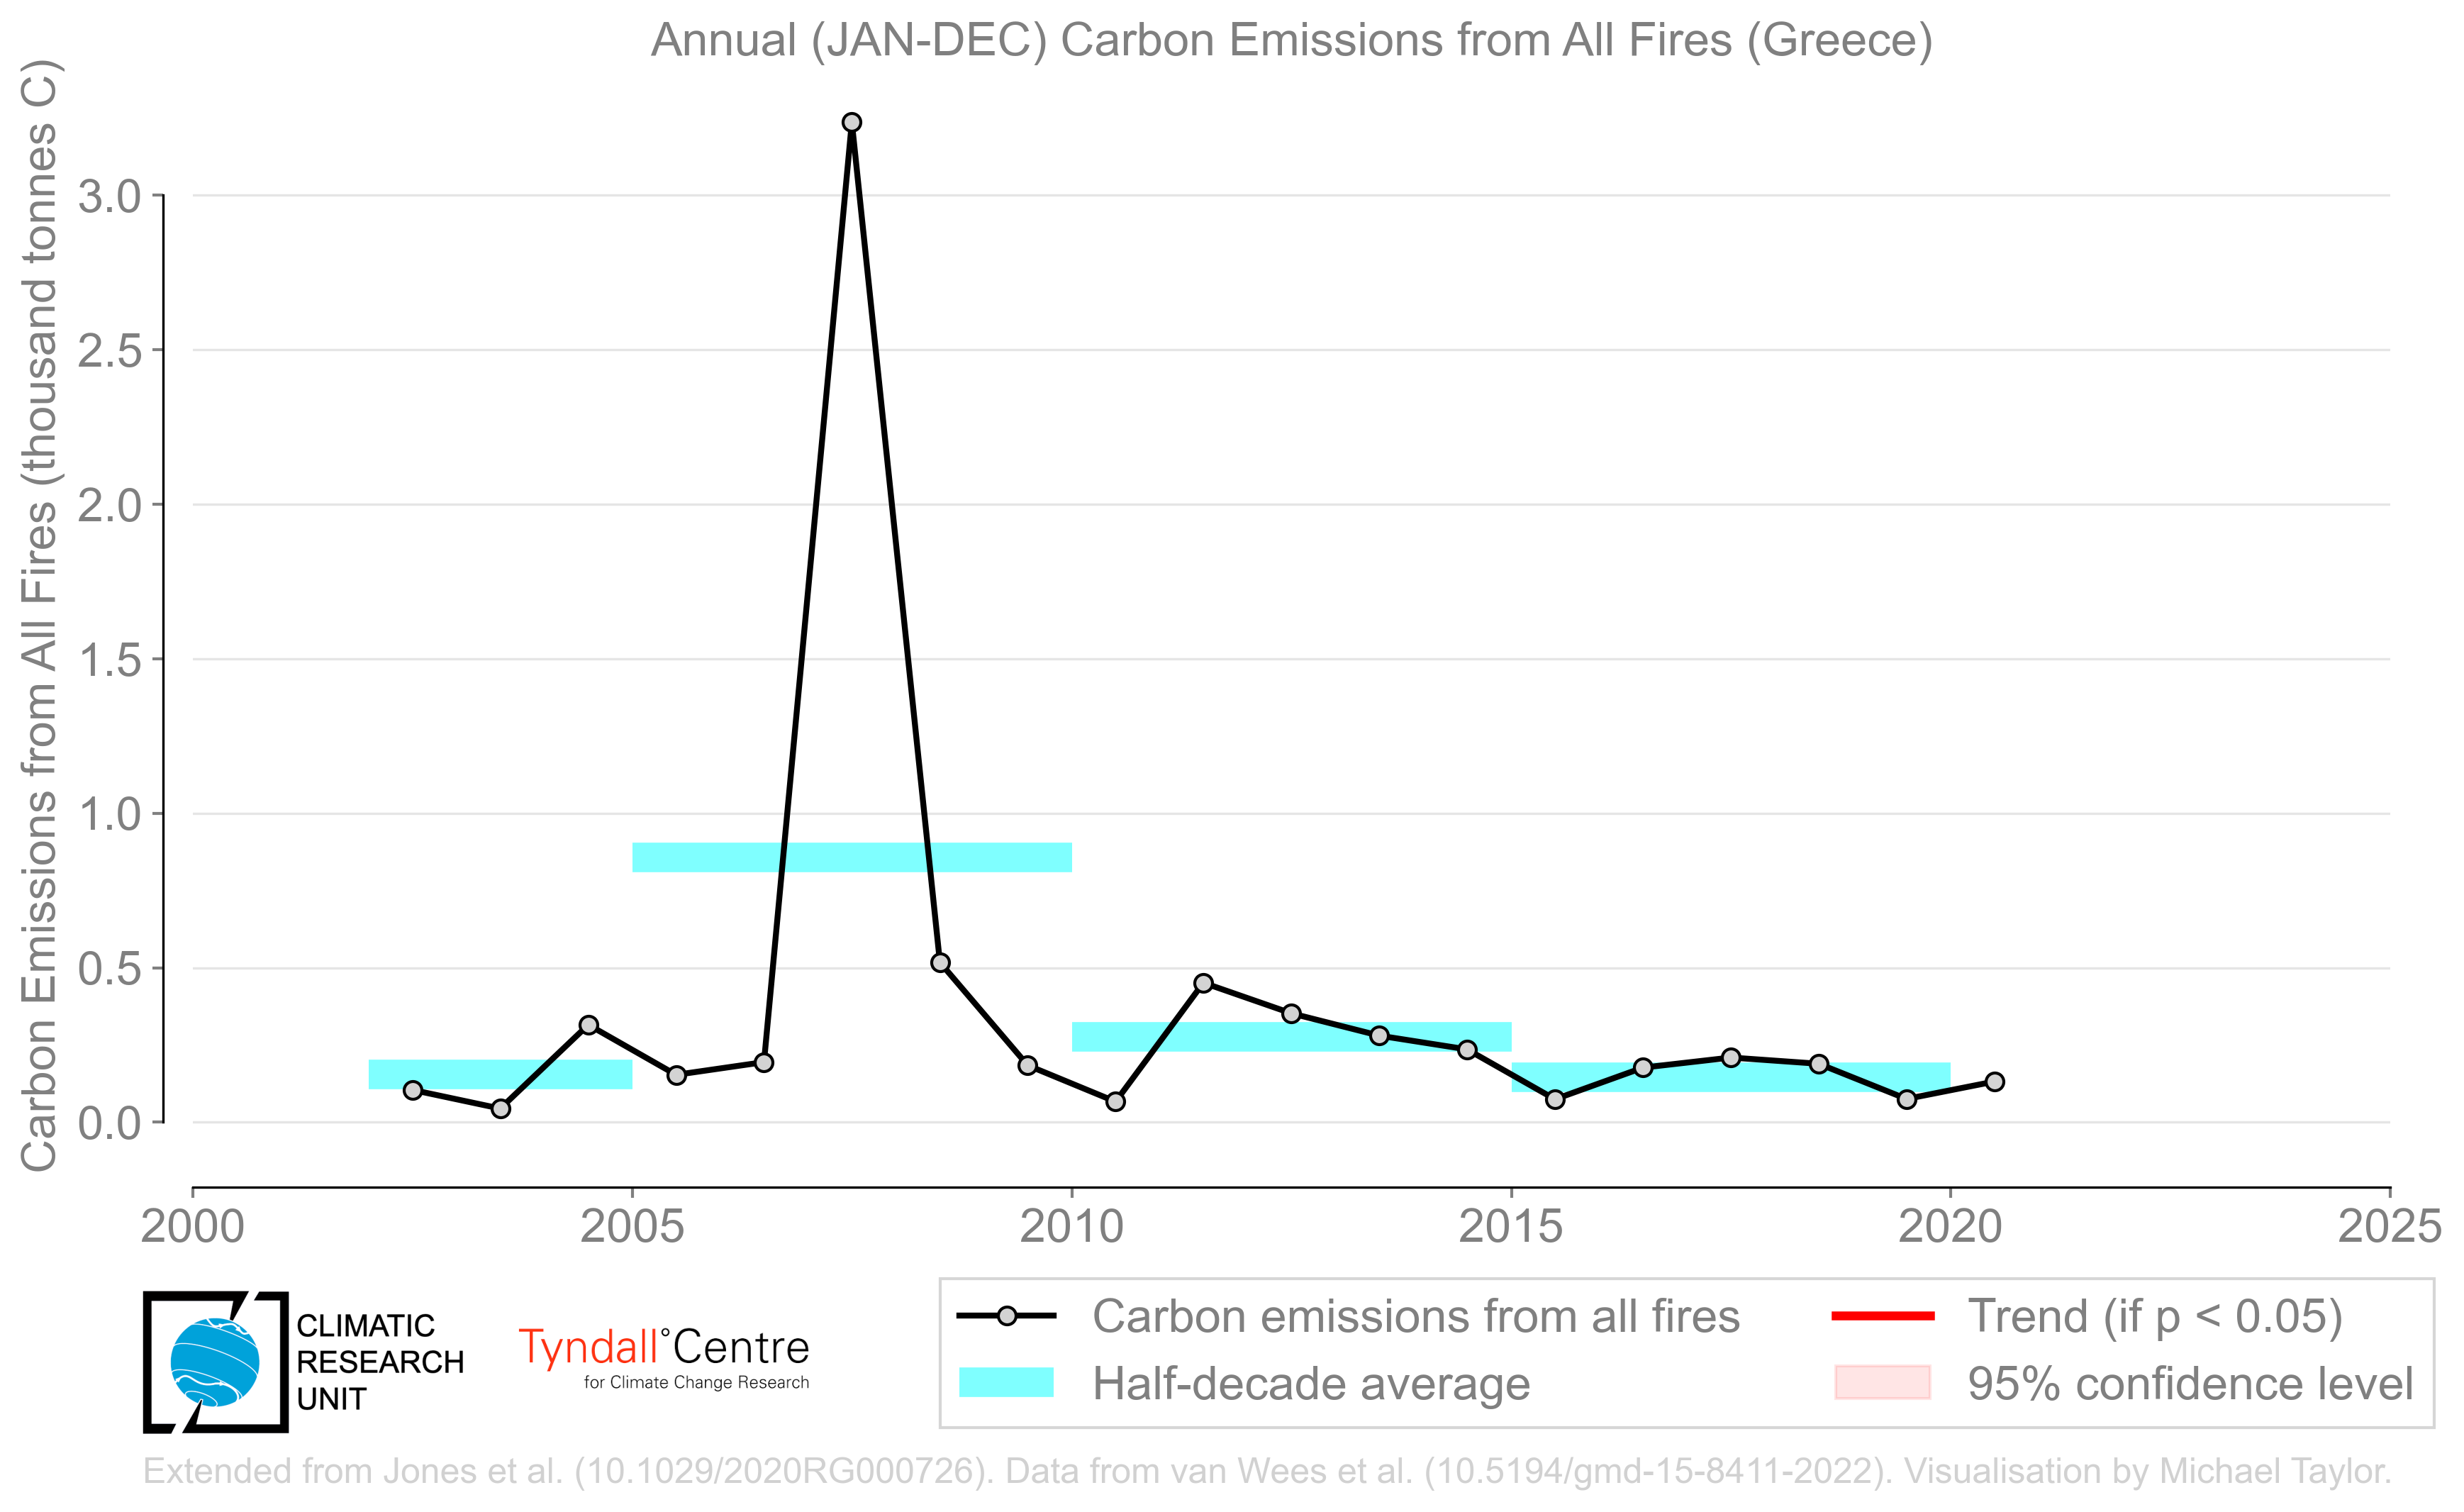 Annual (JAN-DEC) Carbon Emissions from All Fires (Greece)
Carbon Emissions from All Fires (thousand tonnes C)
3.0
2.5
2.0
1.5
1.0
0.5
0.0
2000
2005
2010
2015
2020
2025
CLIMATIC
RESEARCH
UNIT
Tyndall°Centre
for Climate Change Research
Carbon emissions from all fires
Half-decade average
Trend (if p < 0.05)
95% confidence level
Extended from Jones et al. (10.1029/2020RG000726). Data from van Wees et al. (10.5194/gmd-15-8411-2022). Visualisation by Michael Taylor.